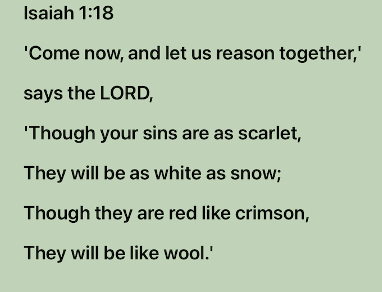 Isaiah 1:18
'Come now, and let us reason together,'
says the LORD,
'Though your sins are as scarlet,
They will be as white as snow;
Though they are red like crimson,
They will be like wool.'